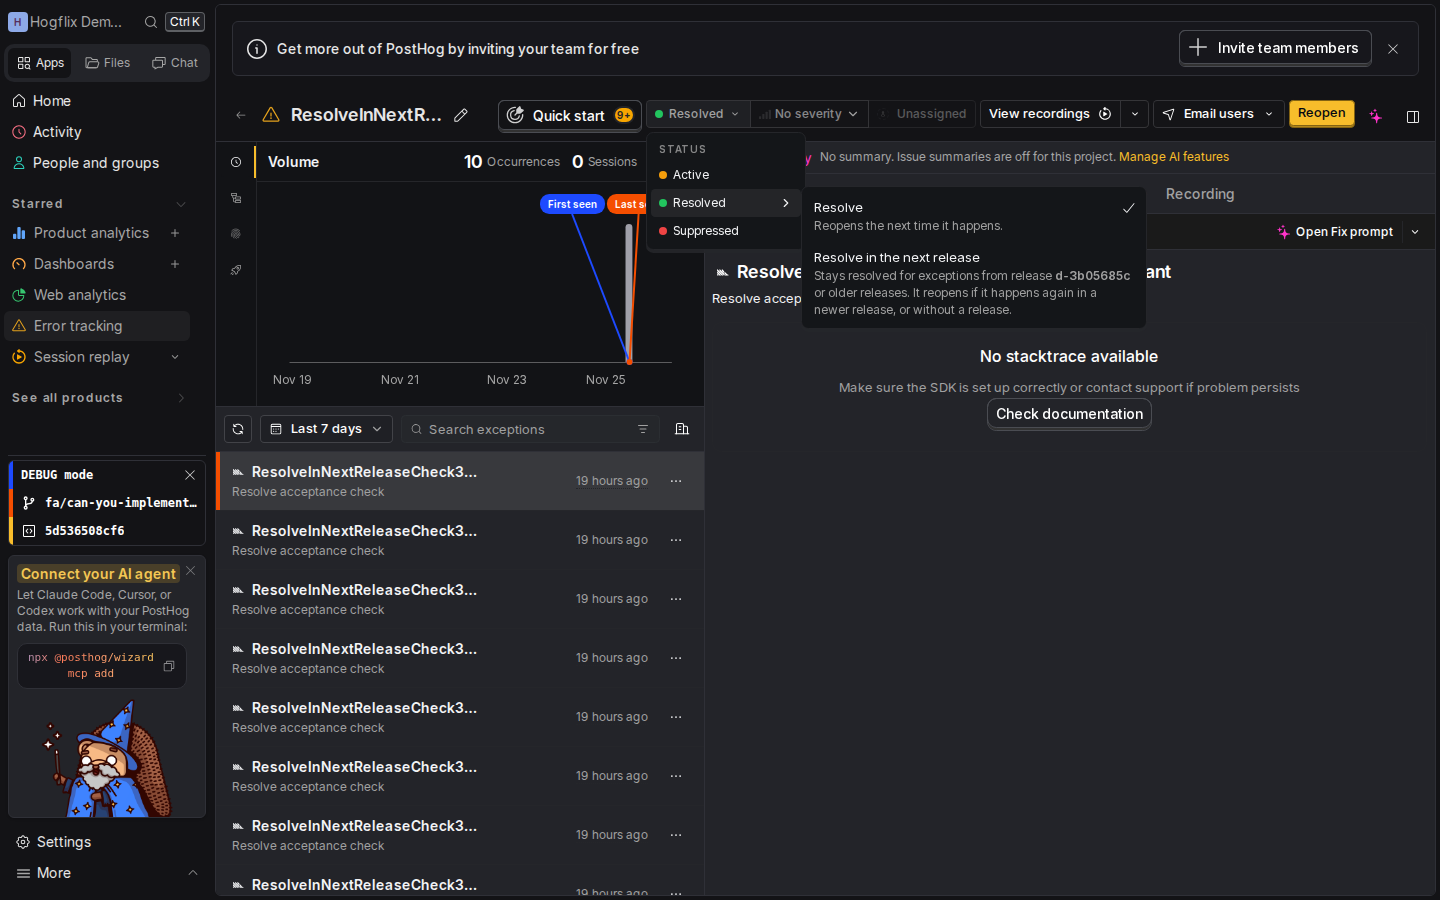 H Hogflix Dem... Ctrl K
Apps Files Chat
Home
Activity
People and groups
Starred
Product analytics
Dashboards
Web analytics
Error tracking
Session replay
See all products
DEBUG mode
fa/can-you-implement...
5d536508cf6
Connect your AI agent
Let Claude Code, Cursor, or
Codex work with your PostHog
data. Run this in your terminal:
npx @posthog/wizard
mcp add
Settings
More
Get more out of PostHog by inviting your team for free
Invite team members
ResolveInNextR... Quick start 9+ Resolved No severity Unassigned View recordings Email users Reopen
Volume 10 Occurrences 0 Sessions
First seen Last s
Nov 19 Nov 21 Nov 23 Nov 25
STATUS
Active
Resolved
Suppressed
Resolve
Reopens the next time it happens.
Resolve in the next release
Stays resolved for exceptions from release d-3b05685c
or older releases. It reopens if it happens again in a
newer release, or without a release.
y No summary. Issue summaries are off for this project. Manage AI features
Recording
Open Fix prompt
Resolve ant
Resolve accep
No stacktrace available
Make sure the SDK is set up correctly or contact support if problem persists
Check documentation
Last 7 days Search exceptions
ResolveInNextReleaseCheck3...
Resolve acceptance check
19 hours ago
ResolveInNextReleaseCheck3...
Resolve acceptance check
19 hours ago
ResolveInNextReleaseCheck3...
Resolve acceptance check
19 hours ago
ResolveInNextReleaseCheck3...
Resolve acceptance check
19 hours ago
ResolveInNextReleaseCheck3...
Resolve acceptance check
19 hours ago
ResolveInNextReleaseCheck3...
Resolve acceptance check
19 hours ago
ResolveInNextReleaseCheck3...
Resolve acceptance check
19 hours ago
ResolveInNextReleaseCheck3...
19 hours ago